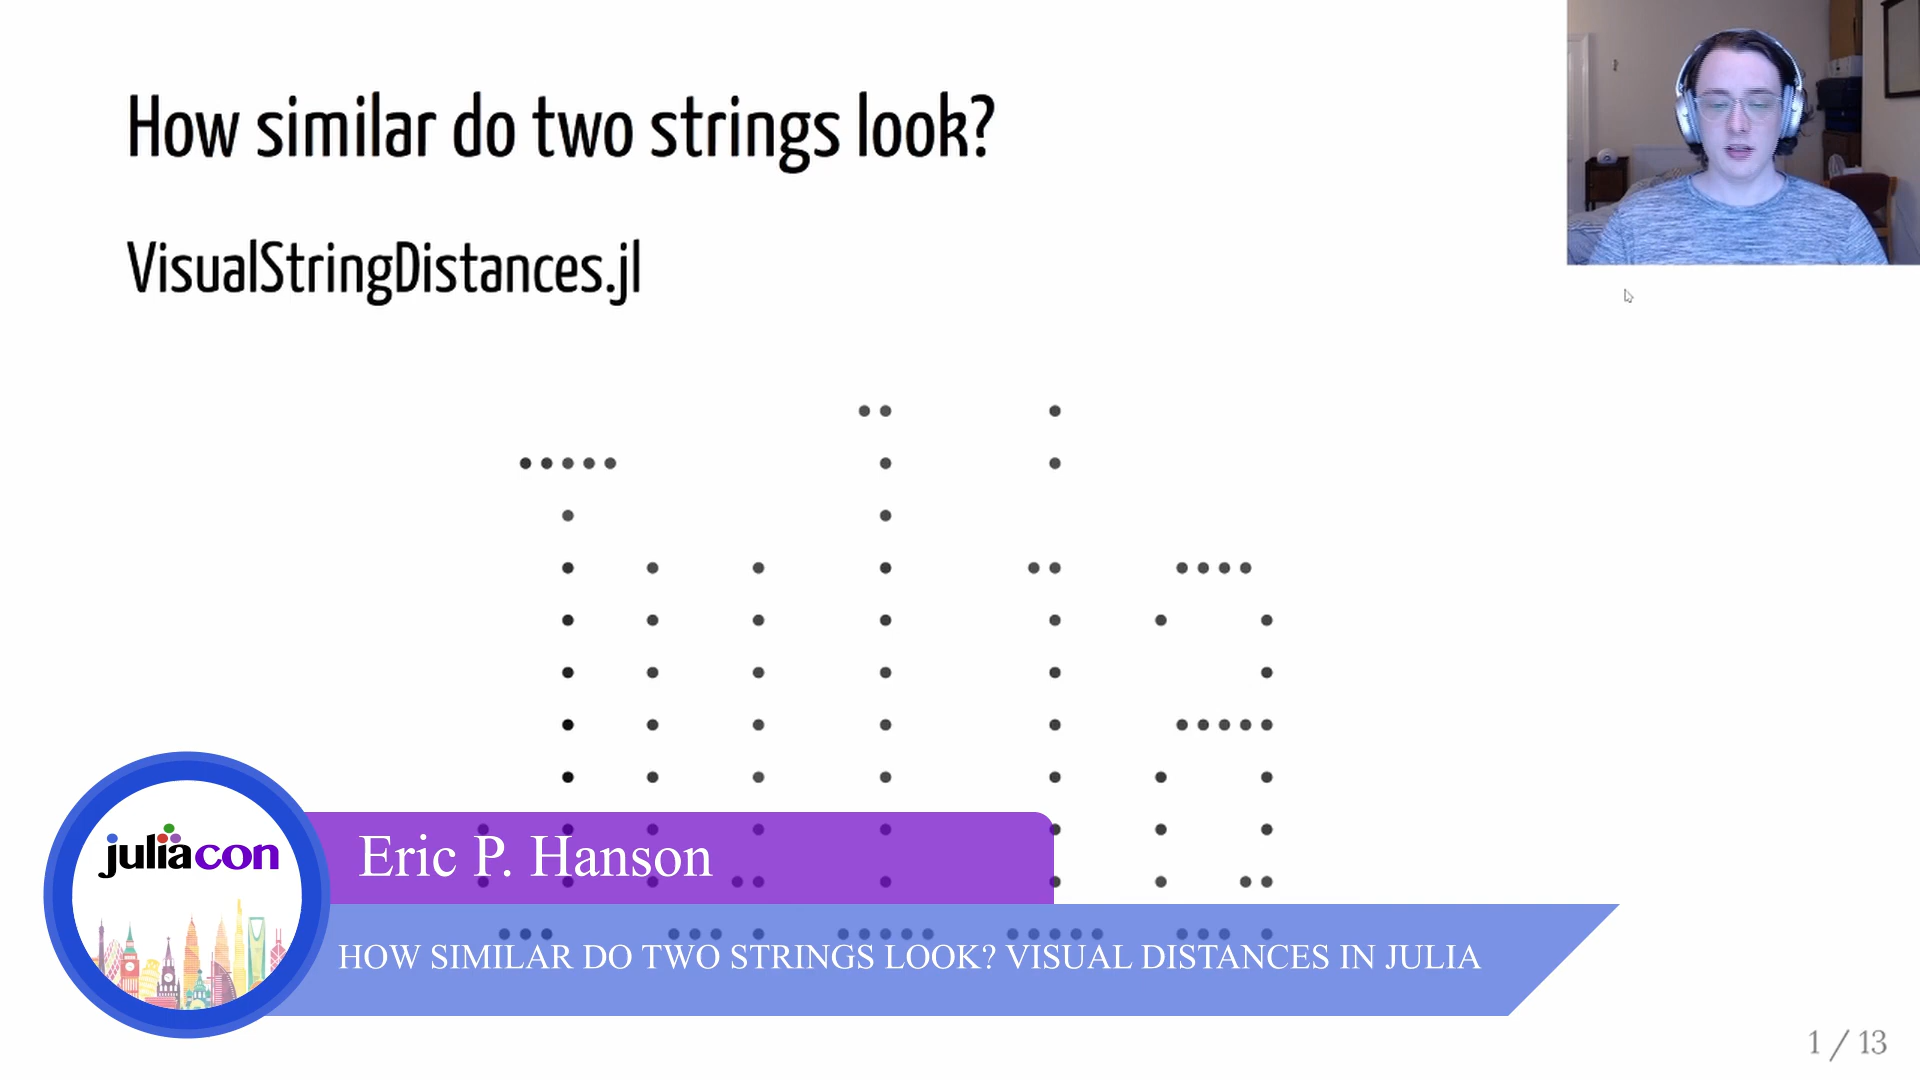 How similar do two strings look?
VisualStringDistances.jl
Julia
juliacon
Eric P. Hanson
HOW SIMILAR DO TWO STRINGS LOOK? VISUAL DISTANCES IN JULIA
1 / 13